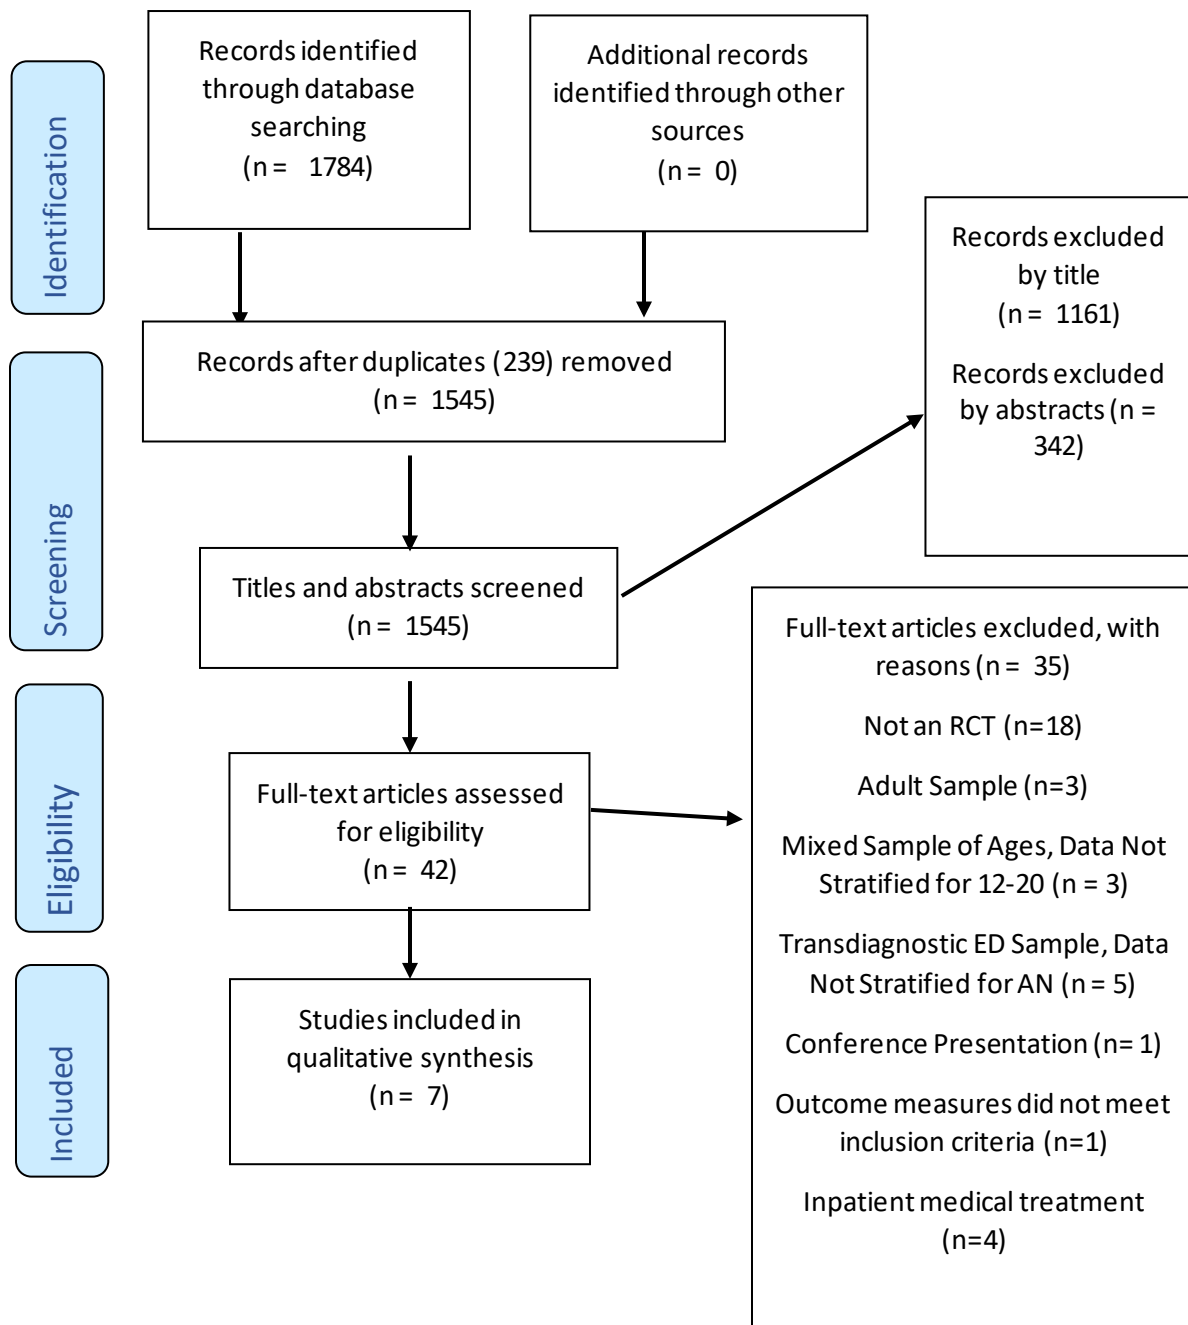 Identification
Records identified
through database
searching
(n = 1784)
Additional records
identified through other
sources
(n = 0)
Records excluded
by title
(n = 1161)
Records excluded
by abstracts (n =
342)
Records after duplicates (239) removed
(n = 1545)
Screening
Titles and abstracts screened
(n = 1545)
Eligibility
Full-text articles assessed
for eligibility
(n = 42)
Full-text articles excluded, with
reasons (n = 35)
Not an RCT (n=18)
Adult Sample (n=3)
Mixed Sample of Ages, Data Not
Stratified for 12-20 (n = 3)
Transdiagnostic ED Sample, Data
Not Stratified for AN (n = 5)
Conference Presentation (n= 1)
Outcome measures did not meet
inclusion criteria (n=1)
Inpatient medical treatment
(n=4)
Included
Studies included in
qualitative synthesis
(n = 7)